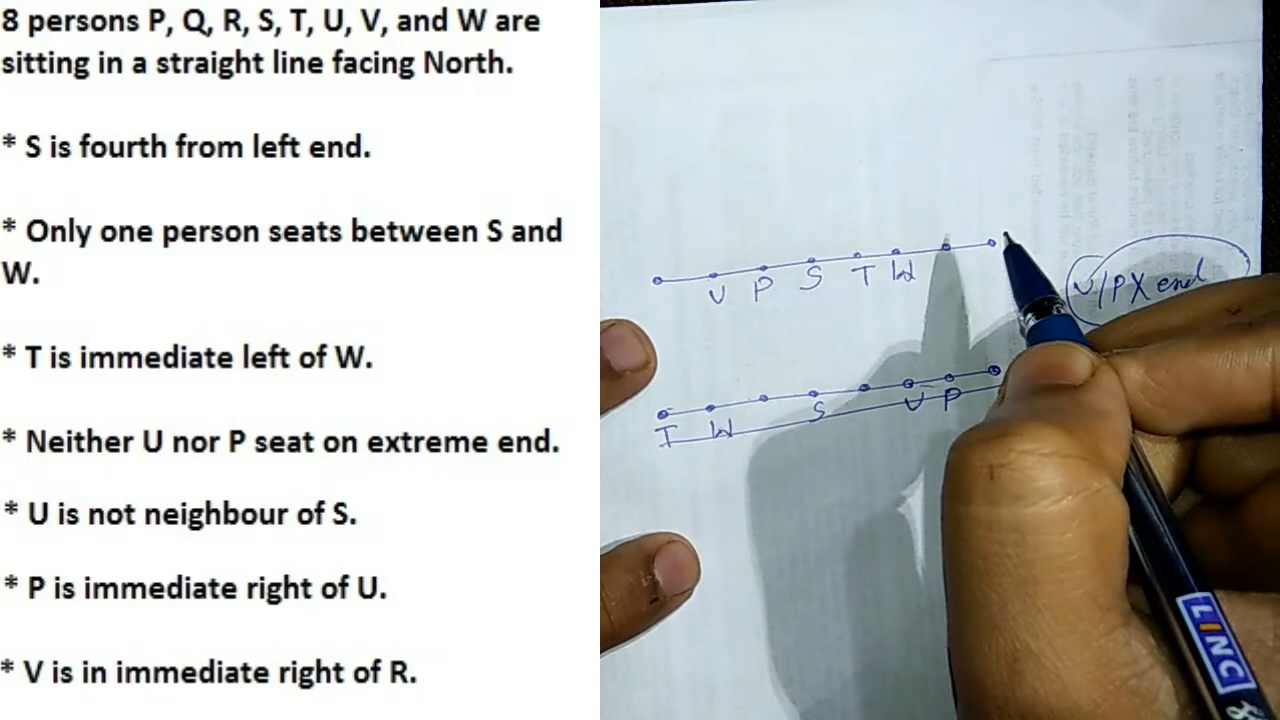 8 persons P, Q, R, S, T, U, V, and W are
sitting in a straight line facing North.
* S is fourth from left end.
* Only one person seats between S and
W.
* T is immediate left of W.
* Neither U nor P seat on extreme end.
* U is not neighbour of S.
* P is immediate right of U.
* V is in immediate right of R.
U P S T W
U/P X end
T W S U P
LINC